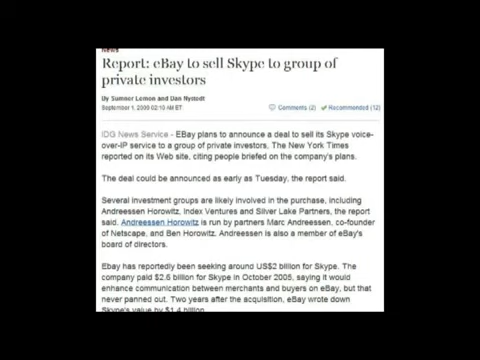 News
Report: eBay to sell Skype to group of
private investors
By Sumner Lemon and Dan Nystedt
September 1, 2009 02:10 AM ET
Comments (2) Recommended (12)
IDG News Service - EBay plans to announce a deal to sell its Skype voice-
over-IP service to a group of private investors, The New York Times
reported on its Web site, citing people briefed on the company's plans.
The deal could be announced as early as Tuesday, the report said.
Several investment groups are likely involved in the purchase, including
Andreessen Horowitz, Index Ventures and Silver Lake Partners, the report
said. Andreessen Horowitz is run by partners Marc Andreessen, co-founder
of Netscape, and Ben Horowitz. Andreessen is also a member of eBay's
board of directors.
Ebay has reportedly been seeking around US$2 billion for Skype. The
company paid $2.6 billion for Skype in October 2005, saying it would
enhance communication between merchants and buyers on eBay, but that
never panned out. Two years after the acquisition, eBay wrote down
Skype's value by $1.4 billion.